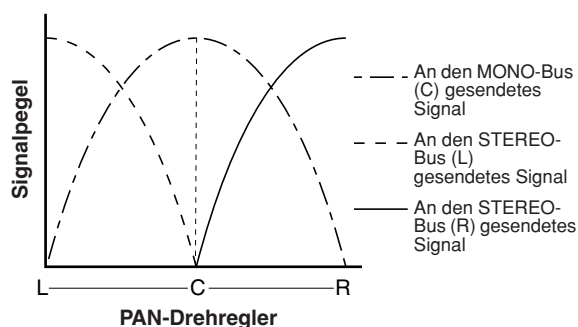 Signalpegel
An den MONO-Bus
(C) gesendetes
Signal
An den STEREO-
Bus (L)
gesendetes Signal
An den STEREO-
Bus (R) gesendetes
Signal
L C R
PAN-Drehregler